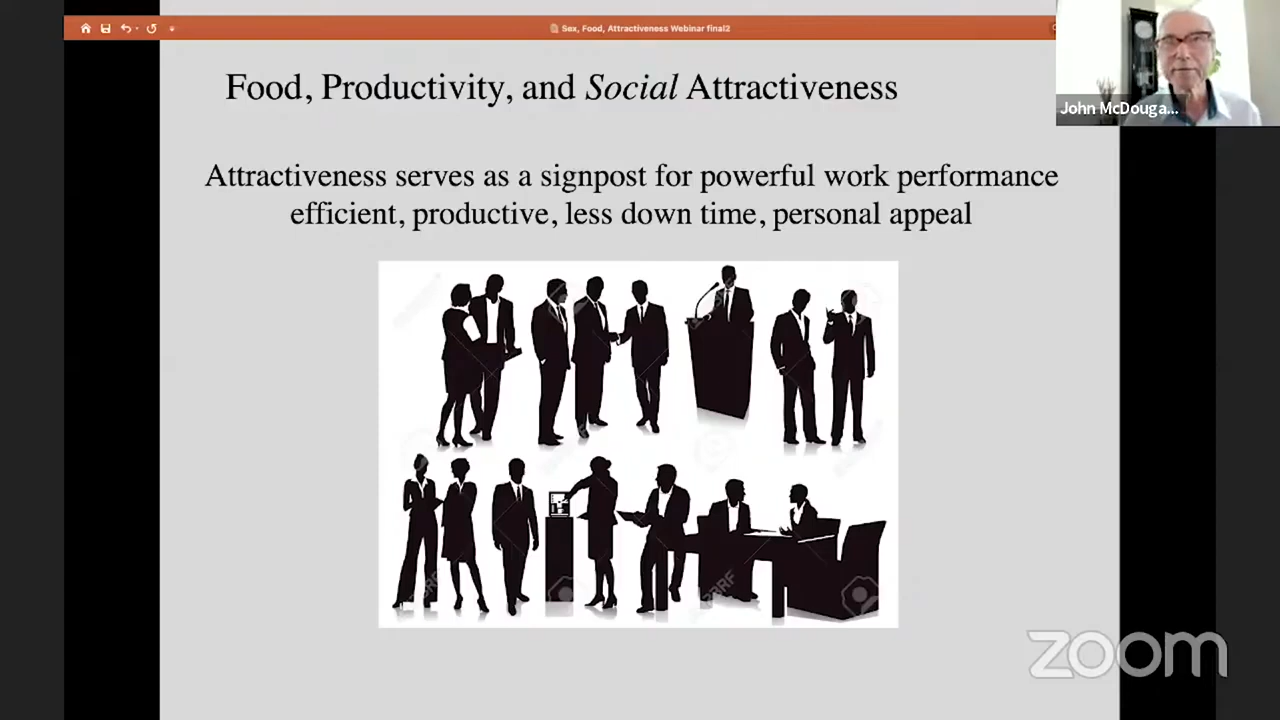 Sex, Food, Attractiveness Webinar final2
John McDouga...
Food, Productivity, and Social Attractiveness
Attractiveness serves as a signpost for powerful work performance
efficient, productive, less down time, personal appeal
zoom